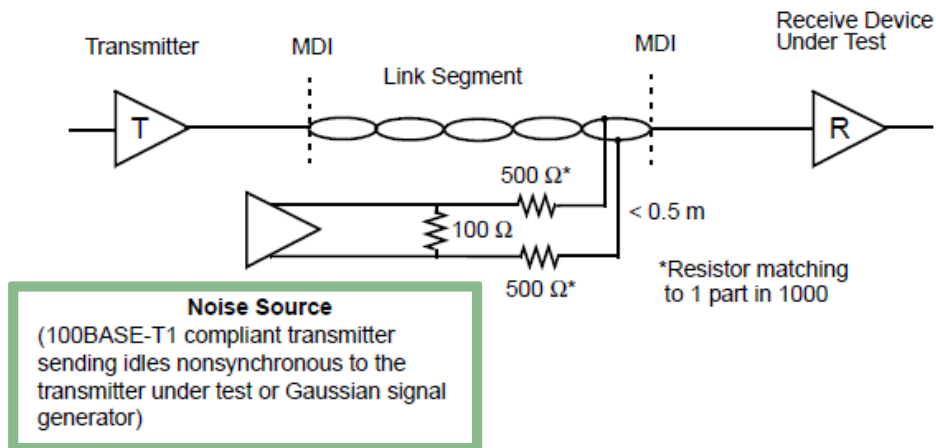 Transmitter
MDI
Link Segment
MDI
Receive Device
Under Test
T
R
500 Ω*
100 Ω
500 Ω*
< 0.5 m
*Resistor matching
to 1 part in 1000
Noise Source
(100BASE-T1 compliant transmitter
sending idles nonsynchronous to the
transmitter under test or Gaussian signal
generator)